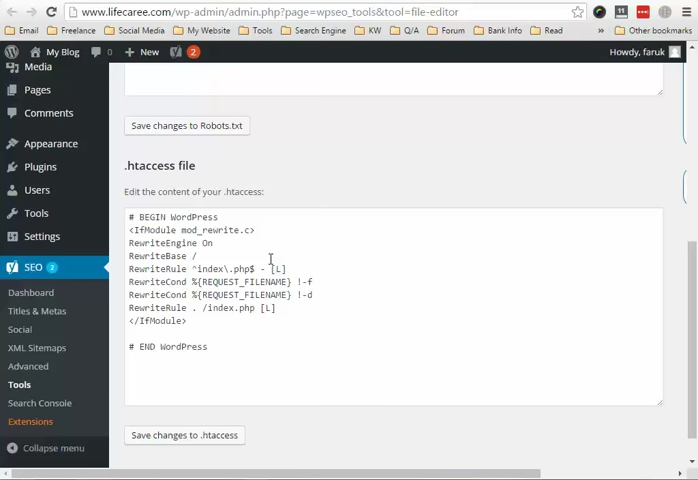 www.lifecaree.com/wp-admin/admin.php?page=wpseo_tools&tool=file-editor
11
Email Freelance Social Media My Website Tools Search Engine KW Q/A Forum Bank Info Read » Other bookmarks
My Blog 0 + New 2 Howdy, faruk
Media
Pages
Comments
Appearance
Plugins
Users
Tools
Settings
SEO 2
Dashboard
Titles & Metas
Social
XML Sitemaps
Advanced
Tools
Search Console
Extensions
Collapse menu
Save changes to Robots.txt
.htaccess file
Edit the content of your .htaccess:
# BEGIN WordPress
<IfModule mod_rewrite.c>
RewriteEngine On
RewriteBase /
RewriteRule ^index\.php$ - [L]
RewriteCond %{REQUEST_FILENAME} !-f
RewriteCond %{REQUEST_FILENAME} !-d
RewriteRule . /index.php [L]
</IfModule>
# END WordPress
Save changes to .htaccess